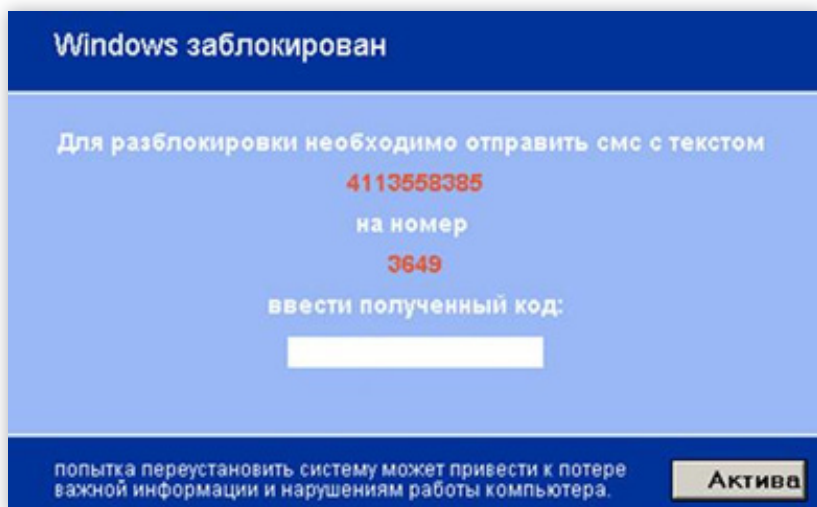 Windows заблокирован
Для разблокировки необходимо отправить смс с текстом
4113558385
на номер
3649
ввести полученный код:
попытка переустановить систему может привести к потере
важной информации и нарушениям работы компьютера.
Актива